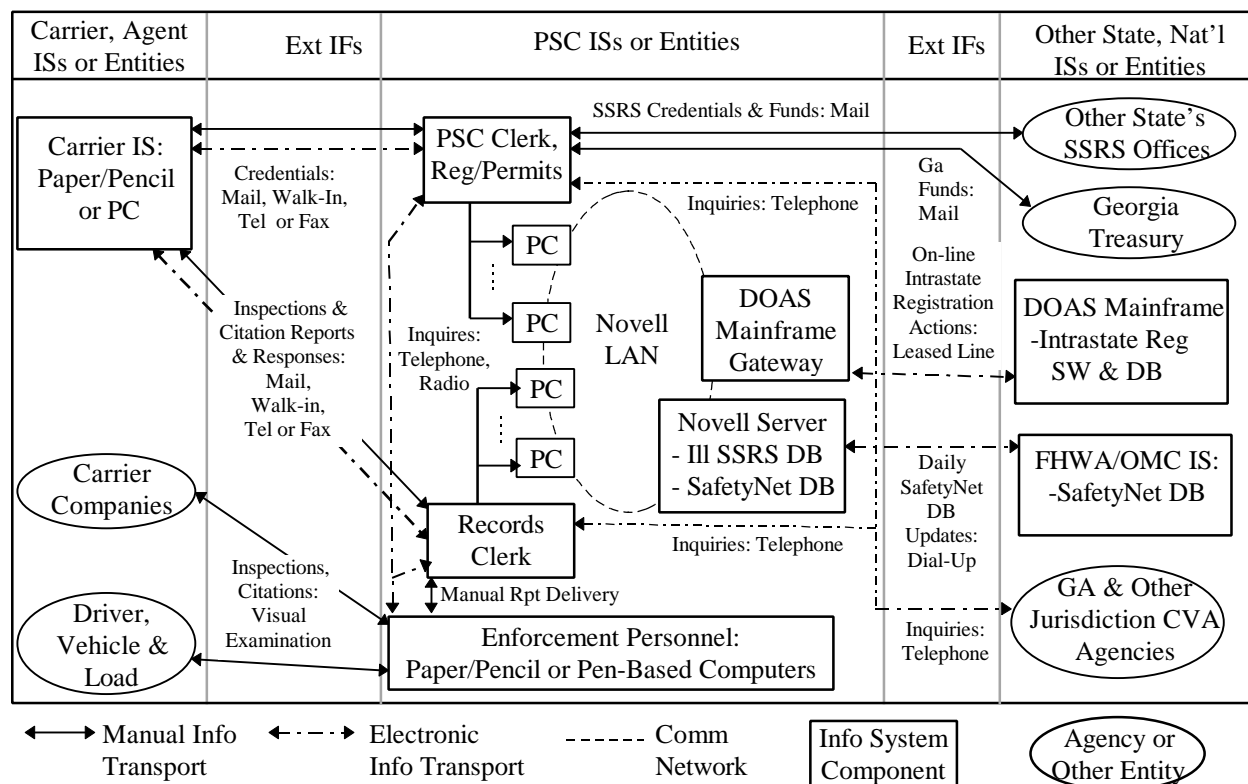 Carrier, Agent
ISs or Entities
Ext IFs
PSC ISs or Entities
Ext IFs
Other State, Nat’l
ISs or Entities
Carrier IS:
Paper/Pencil
or PC
Credentials:
Mail, Walk-In,
Tel or Fax
PSC Clerk,
Reg/Permits
SSRS Credentials & Funds: Mail
Other State’s
SSRS Offices
Ga
Funds:
Mail
Georgia
Treasury
Inquiries: Telephone
PC
PC
PC
PC
Novell
LAN
Inspections &
Citation Reports
& Responses:
Mail,
Walk-in,
Tel or Fax
Inquires:
Telephone,
Radio
DOAS
Mainframe
Gateway
On-line
Intrastate
Registration
Actions:
Leased Line
DOAS Mainframe
-Intrastate Reg
SW & DB
Novell Server
- Ill SSRS DB
- SafetyNet DB
Daily
SafetyNet
DB
Updates:
Dial-Up
FHWA/OMC IS:
-SafetyNet DB
Carrier
Companies
Records
Clerk
Inquiries: Telephone
Inspections,
Citations:
Visual
Examination
Manual Rpt Delivery
Driver,
Vehicle &
Load
Enforcement Personnel:
Paper/Pencil or Pen-Based Computers
Inquiries:
Telephone
GA & Other
Jurisdiction CVA
Agencies
Manual Info
Transport
Electronic
Info Transport
Comm
Network
Info System
Component
Agency or
Other Entity